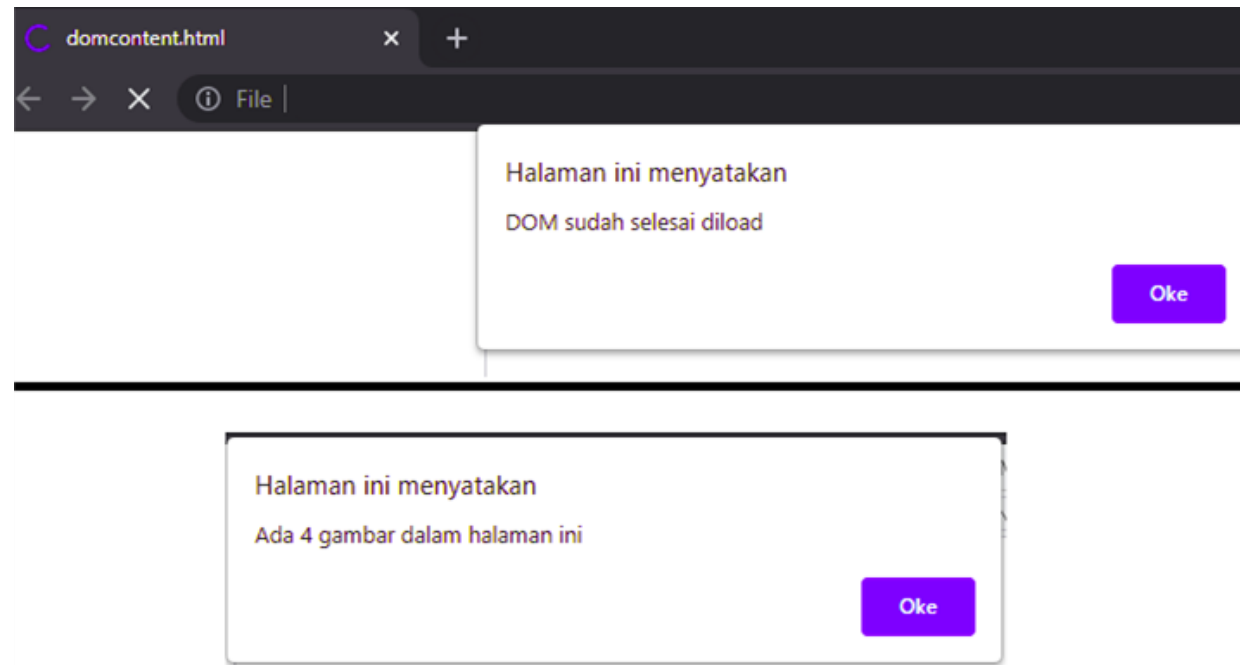 domcontent.html
File
Halaman ini menyatakan
DOM sudah selesai diload
Oke
Halaman ini menyatakan
Ada 4 gambar dalam halaman ini
Oke